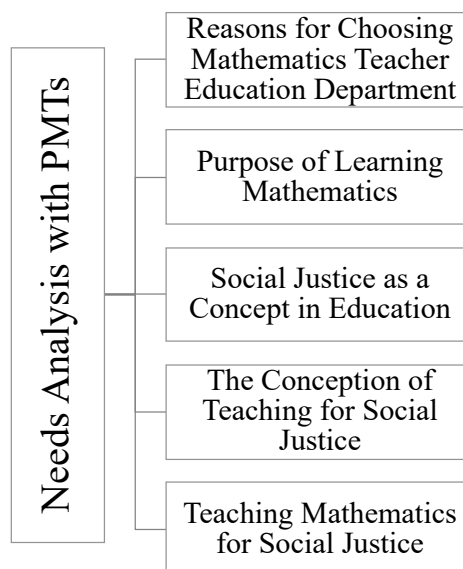 Needs Analysis with PMTs
Reasons for Choosing
Mathematics Teacher
Education Department
Purpose of Learning
Mathematics
Social Justice as a
Concept in Education
The Conception of
Teaching for Social
Justice
Teaching Mathematics
for Social Justice